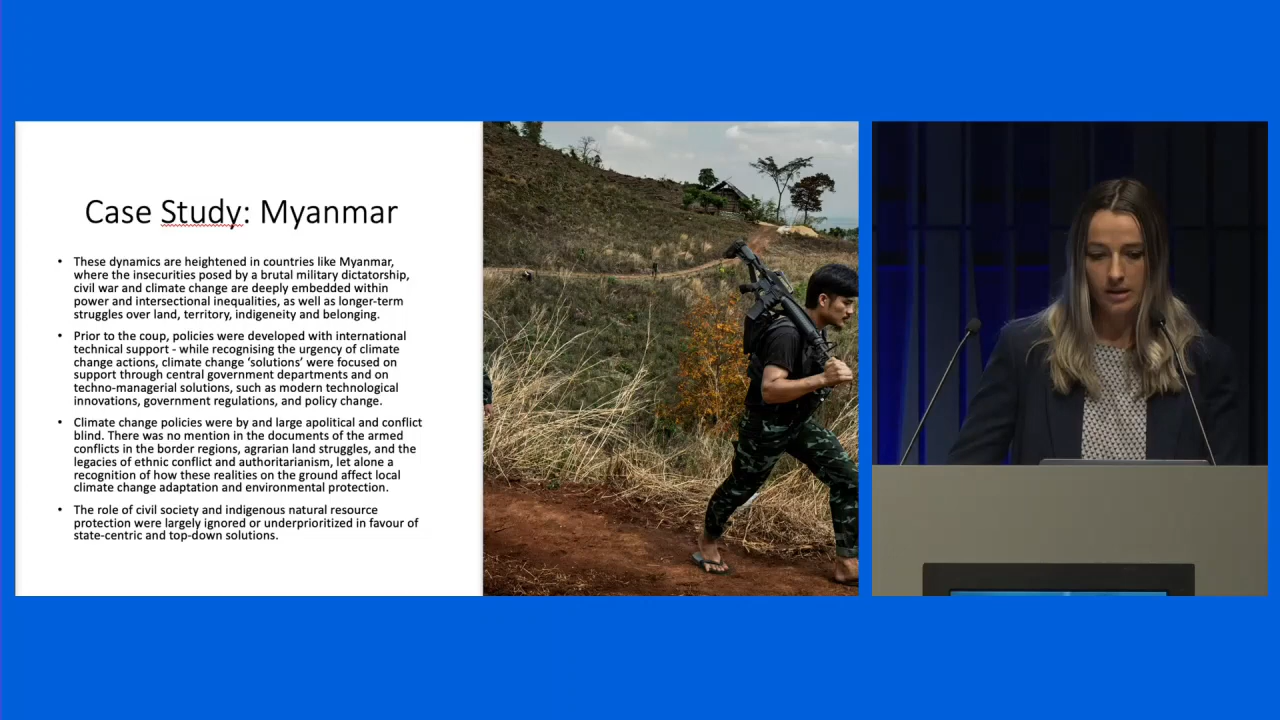 Case Study: Myanmar
• These dynamics are heightened in countries like Myanmar,
where the insecurities posed by a brutal military dictatorship,
civil war and climate change are deeply embedded within
power and intersectional inequalities, as well as longer-term
struggles over land, territory, indigeneity and belonging.
• Prior to the coup, policies were developed with international
technical support - while recognising the urgency of climate
change actions, climate change ‘solutions’ were focused on
support through central government departments and on
techno-managerial solutions, such as modern technological
innovations, government regulations, and policy change.
• Climate change policies were by and large apolitical and conflict
blind. There was no mention in the documents of the armed
conflicts in the border regions, agrarian land struggles, and the
legacies of ethnic conflict and authoritarianism, let alone a
recognition of how these realities on the ground affect local
climate change adaptation and environmental protection.
• The role of civil society and indigenous natural resource
protection were largely ignored or underprioritized in favour of
state-centric and top-down solutions.